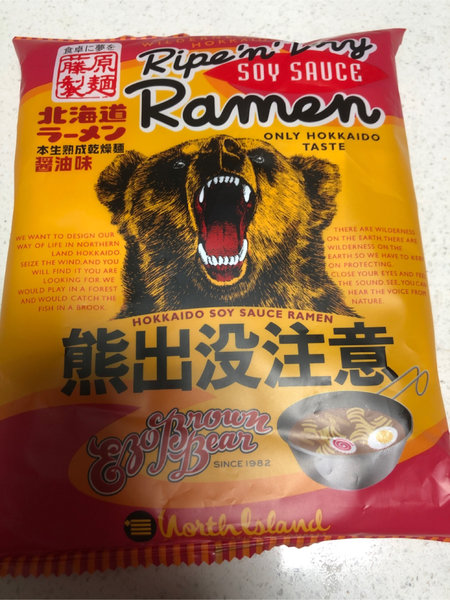 食卓に夢を
藤原製麺
Ripe'n'Dry
SOY SAUCE
Ramen
北海道
ラーメン
本生熟成乾燥麺
醤油味
ONLY HOKKAIDO
TASTE
WE WANT TO DESIGN OUR
WAY OF LIFE IN NORTHERN
LAND HOKKAIDO
SEIZE THE WIND.AND YOU
WILL FIND IT YOU ARE
LOOKING FOR.WE
WOULD PLAY IN A FOREST
AND WOULD CATCH THE
FISH IN A BROOK.
THERE ARE WILDERNESS
ON THE EARTH.THERE ARE
WILDERNESS ON THE
EARTH SO WE HAVE TO KEEP
ON PROTECTING.
CLOSE YOUR EYES AND FEEL
THE SOUND.SEE,YOU CAN
HEAR THE VOICE FROM
NATURE.
HOKKAIDO SOY SAUCE RAMEN
熊出没注意
Ezo Brown
Bear
SINCE 1982
North Island